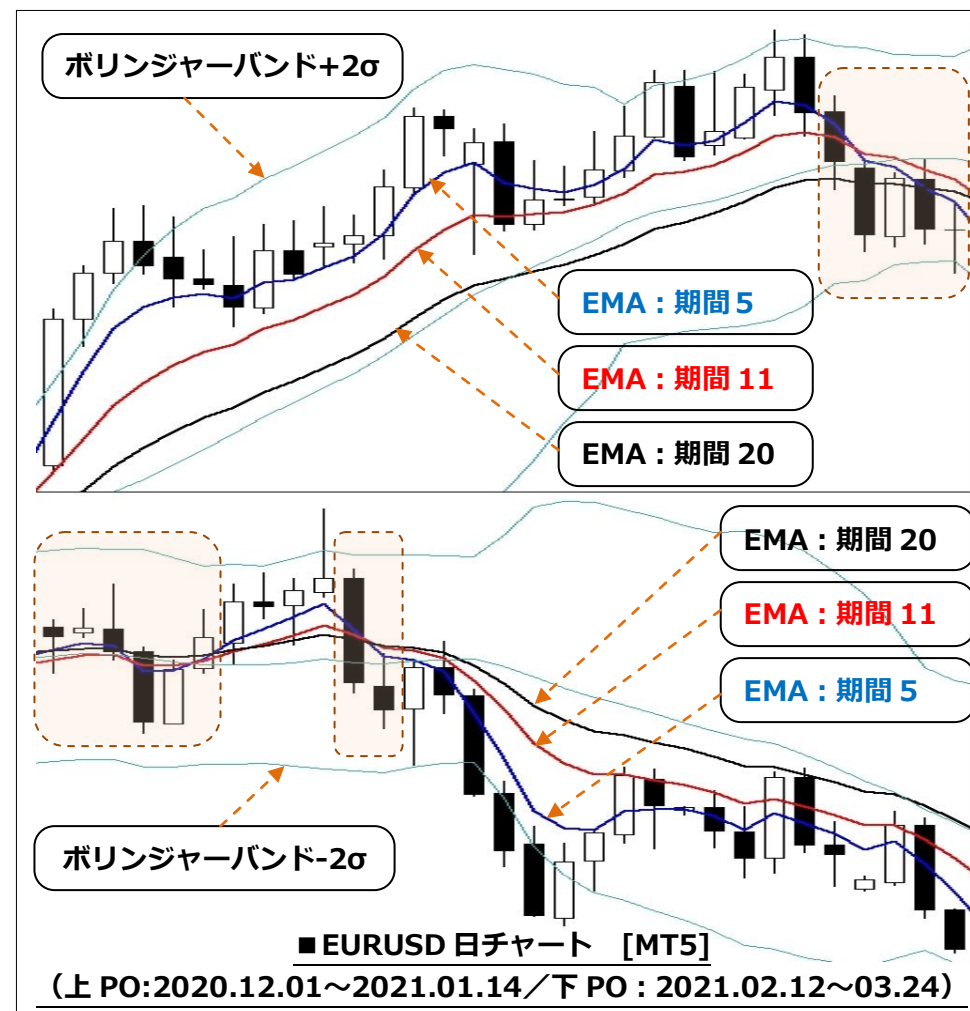 ボリンジャーバンド+2σ
EMA：期間 5
EMA：期間 11
EMA：期間 20
EMA：期間 20
EMA：期間 11
EMA：期間 5
ボリンジャーバンド-2σ
■EURUSD 日チャート　[MT5]
（上 PO:2020.12.01～2021.01.14／下 PO：2021.02.12～03.24）